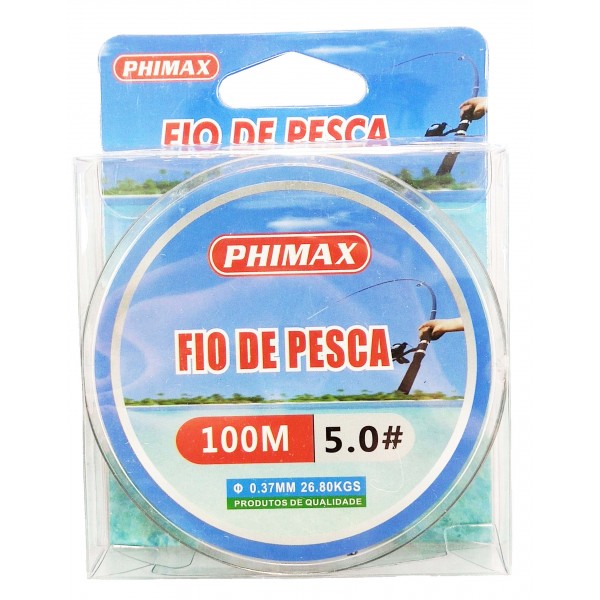 PHIMAX
FIO DE PESCA
PHIMAX
FIO DE PESCA
100M 5.0#
Φ 0.37MM 26.80KGS
PRODUTOS DE QUALIDADE